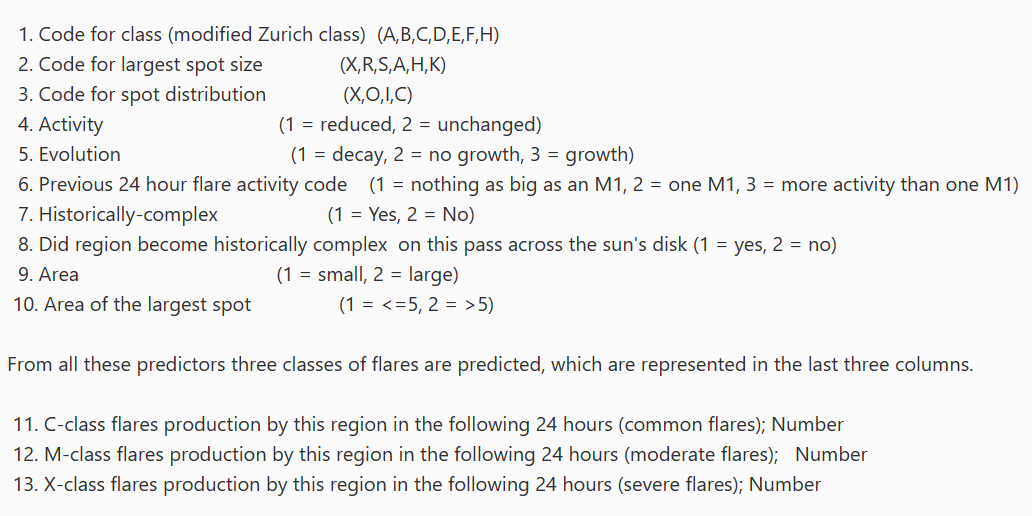 1. Code for class (modified Zurich class) (A,B,C,D,E,F,H)
2. Code for largest spot size (X,R,S,A,H,K)
3. Code for spot distribution (X,O,I,C)
4. Activity (1 = reduced, 2 = unchanged)
5. Evolution (1 = decay, 2 = no growth, 3 = growth)
6. Previous 24 hour flare activity code (1 = nothing as big as an M1, 2 = one M1, 3 = more activity than one M1)
7. Historically-complex (1 = Yes, 2 = No)
8. Did region become historically complex on this pass across the sun's disk (1 = yes, 2 = no)
9. Area (1 = small, 2 = large)
10. Area of the largest spot (1 = <=5, 2 = >5)
From all these predictors three classes of flares are predicted, which are represented in the last three columns.
11. C-class flares production by this region in the following 24 hours (common flares); Number
12. M-class flares production by this region in the following 24 hours (moderate flares); Number
13. X-class flares production by this region in the following 24 hours (severe flares); Number